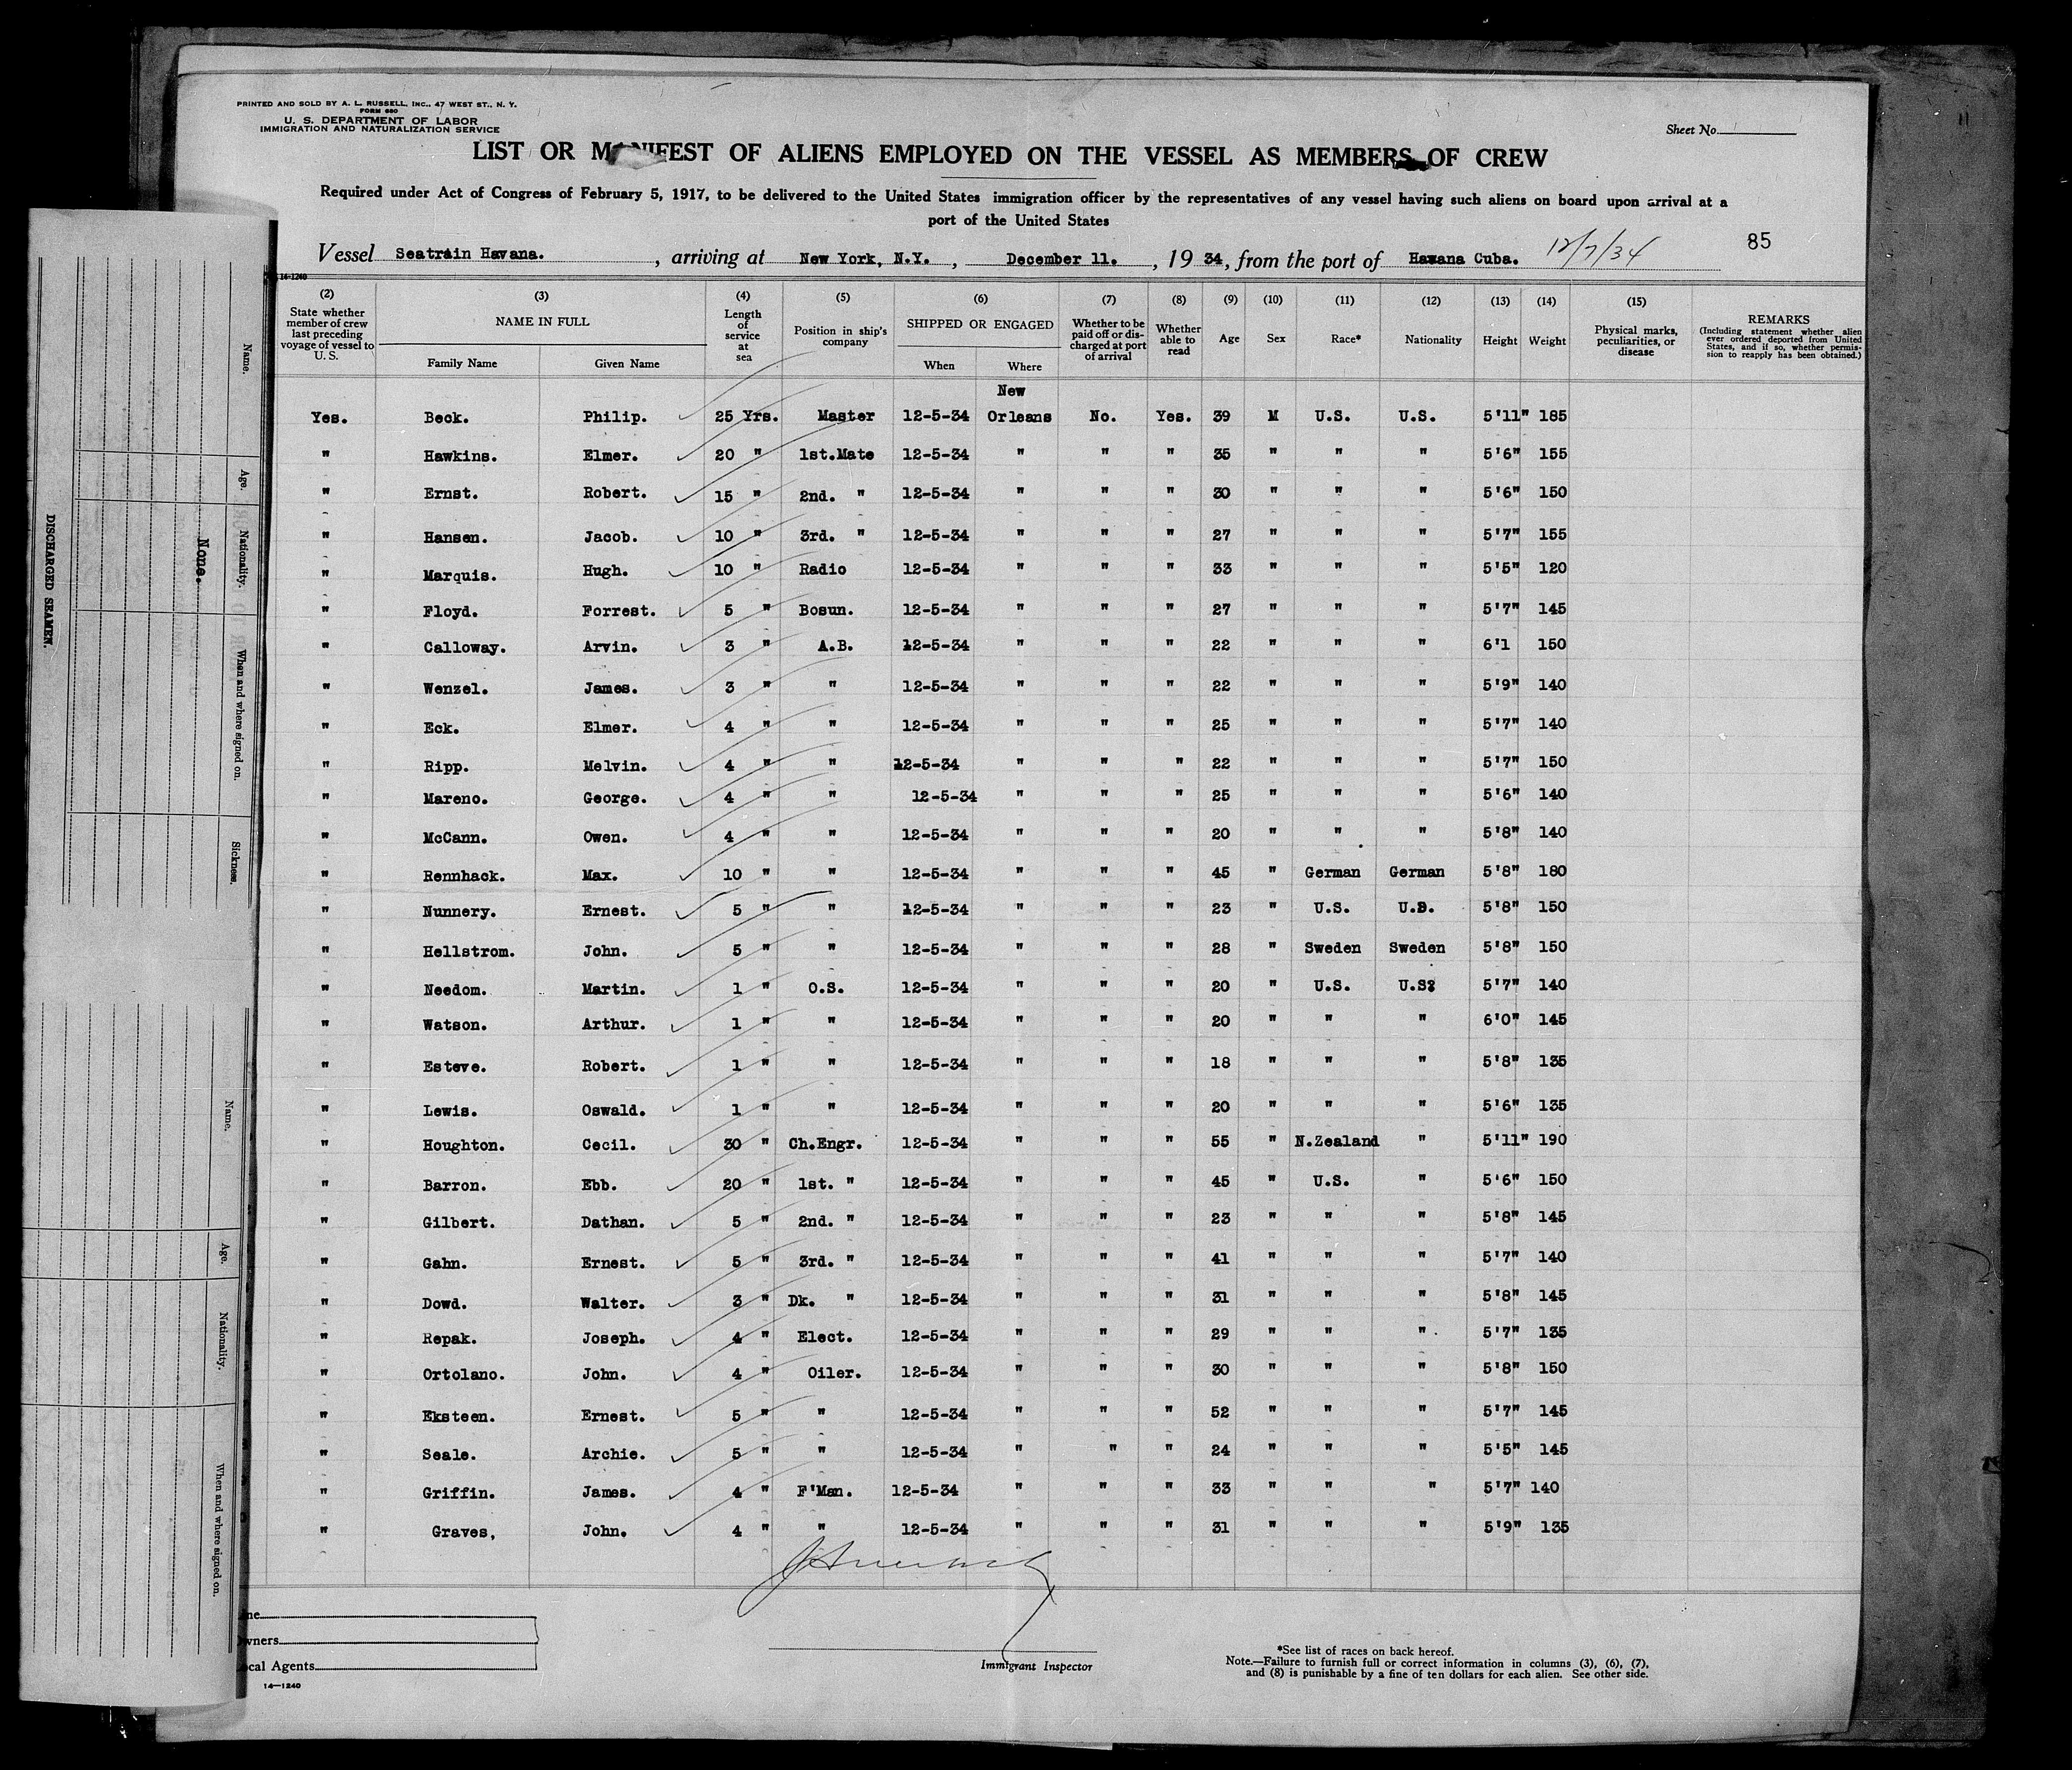 PRINTED AND SOLD BY A. L. RUSSELL, INC., 47 WEST ST., N. Y.
FORM 680
U. S. DEPARTMENT OF LABOR
IMMIGRATION AND NATURALIZATION SERVICE
Sheet No.
LIST OR MANIFEST OF ALIENS EMPLOYED ON THE VESSEL AS MEMBERS OF CREW
Required under Act of Congress of February 5, 1917, to be delivered to the United States immigration officer by the representatives of any vessel having such aliens on board upon arrival at a
port of the United States
85
Vessel Seatrain Havana. , arriving at New York, N.Y. , December 11. , 19 34, from the port of Havana Cuba. 12/7/34
14-1240
(2) (3) (4) (5) (6) (7) (8) (9) (10) (11) (12) (13) (14) (15)
State whether member of crew last preceding voyage of vessel to U. S. NAME IN FULL Family Name Given Name Length of service at sea Position in ship's company SHIPPED OR ENGAGED When Where Whether to be paid off or discharged at port of arrival Whether able to read Age Sex Race* Nationality Height Weight Physical marks, peculiarities, or disease REMARKS (Including statement whether alien ever ordered deported from United States, and if so, whether permission to reapply has been obtained.)
New
Yes. Beck. Philip. 25 Yrs. Master 12-5-34 Orleans No. Yes. 39 M U.S. U.S. 5'11" 185
" Hawkins. Elmer. 20 " 1st.Mate 12-5-34 " " " 35 " " " 5'6" 155
" Ernst. Robert. 15 " 2nd. " 12-5-34 " " " 30 " " " 5'6" 150
" Hansen. Jacob. 10 " 3rd. " 12-5-34 " " " 27 " " " 5'7" 155
" Marquis. Hugh. 10 " Radio 12-5-34 " " " 33 " " " 5'5" 120
" Floyd. Forrest. 5 " Bosun. 12-5-34 " " " 27 " " " 5'7" 145
" Calloway. Arvin. 3 " A.B. 12-5-34 " " " 22 " " " 6'1 150
" Wenzel. James. 3 " " 12-5-34 " " " 22 " " " 5'9" 140
" Eck. Elmer. 4 " " 12-5-34 " " " 25 " " " 5'7" 140
" Ripp. Melvin. 4 " " 12-5-34 " " " 22 " " " 5'7" 150
" Mareno. George. 4 " " 12-5-34 " " " 25 " " " 5'6" 140
" McCann. Owen. 4 " " 12-5-34 " " " 20 " " " 5'8" 140
" Rennhack. Max. 10 " " 12-5-34 " " " 45 " German German 5'8" 180
" Nunnery. Ernest. 5 " " 12-5-34 " " " 23 " U.S. U.S. 5'8" 150
" Hellstrom. John. 5 " " 12-5-34 " " " 28 " Sweden Sweden 5'8" 150
" Needom. Martin. 1 " O.S. 12-5-34 " " " 20 " U.S. U.S? 5'7" 140
" Watson. Arthur. 1 " " 12-5-34 " " " 20 " " " 6'0" 145
" Esteve. Robert. 1 " " 12-5-34 " " " 18 " " " 5'8" 135
" Lewis. Oswald. 1 " " 12-5-34 " " " 20 " " " 5'6" 135
" Houghton. Cecil. 30 " Ch.Engr. 12-5-34 " " " 55 " N.Zealand " 5'11" 190
" Barron. Ebb. 20 " 1st. " 12-5-34 " " " 45 " U.S. " 5'6" 150
" Gilbert. Dathan. 5 " 2nd. " 12-5-34 " " " 23 " " " 5'8" 145
" Gahn. Ernest. 5 " 3rd. " 12-5-34 " " " 41 " " " 5'7" 140
" Dowd. Walter. 3 " Dk. " 12-5-34 " " " 31 " " " 5'8" 145
" Repak. Joseph. 4 " Elect. 12-5-34 " " " 29 " " " 5'7" 135
" Ortolano. John. 4 " Oiler. 12-5-34 " " " 30 " " " 5'8" 150
" Eksteen. Ernest. 5 " " 12-5-34 " " " 52 " " " 5'7" 145
" Seale. Archie. 5 " " 12-5-34 " " " 24 " " " 5'5" 145
" Griffin. James. 4 " F'Man. 12-5-34 " " " 33 " " " 5'7" 140
" Graves, John. 4 " " 12-5-34 " " " 31 " " " 5'9" 135
Immigrant Inspector
*See list of races on back hereof.
Note.—Failure to furnish full or correct information in columns (3), (6), (7),
and (8) is punishable by a fine of ten dollars for each alien. See other side.
ine
Owners
ocal Agents
14—1240
DISCHARGED SEAMEN.
None.
Name. Age. Nationality. When and where signed on. Sickness.
Name. Age. Nationality. When and where signed on.